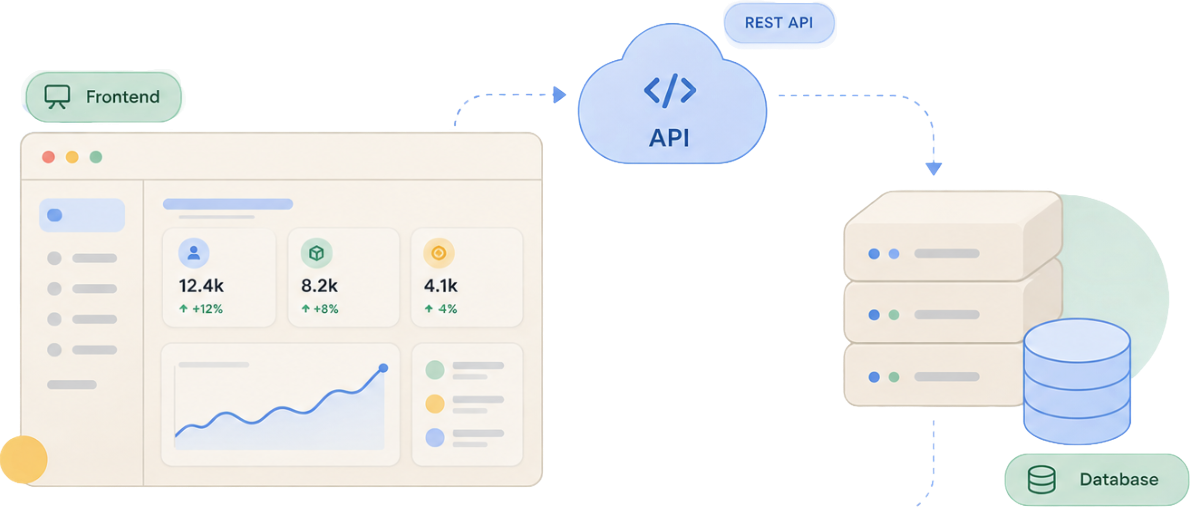 REST API
Frontend
</>
API
12.4k
8.2k
4.1k
+12%
+8%
4%
Database